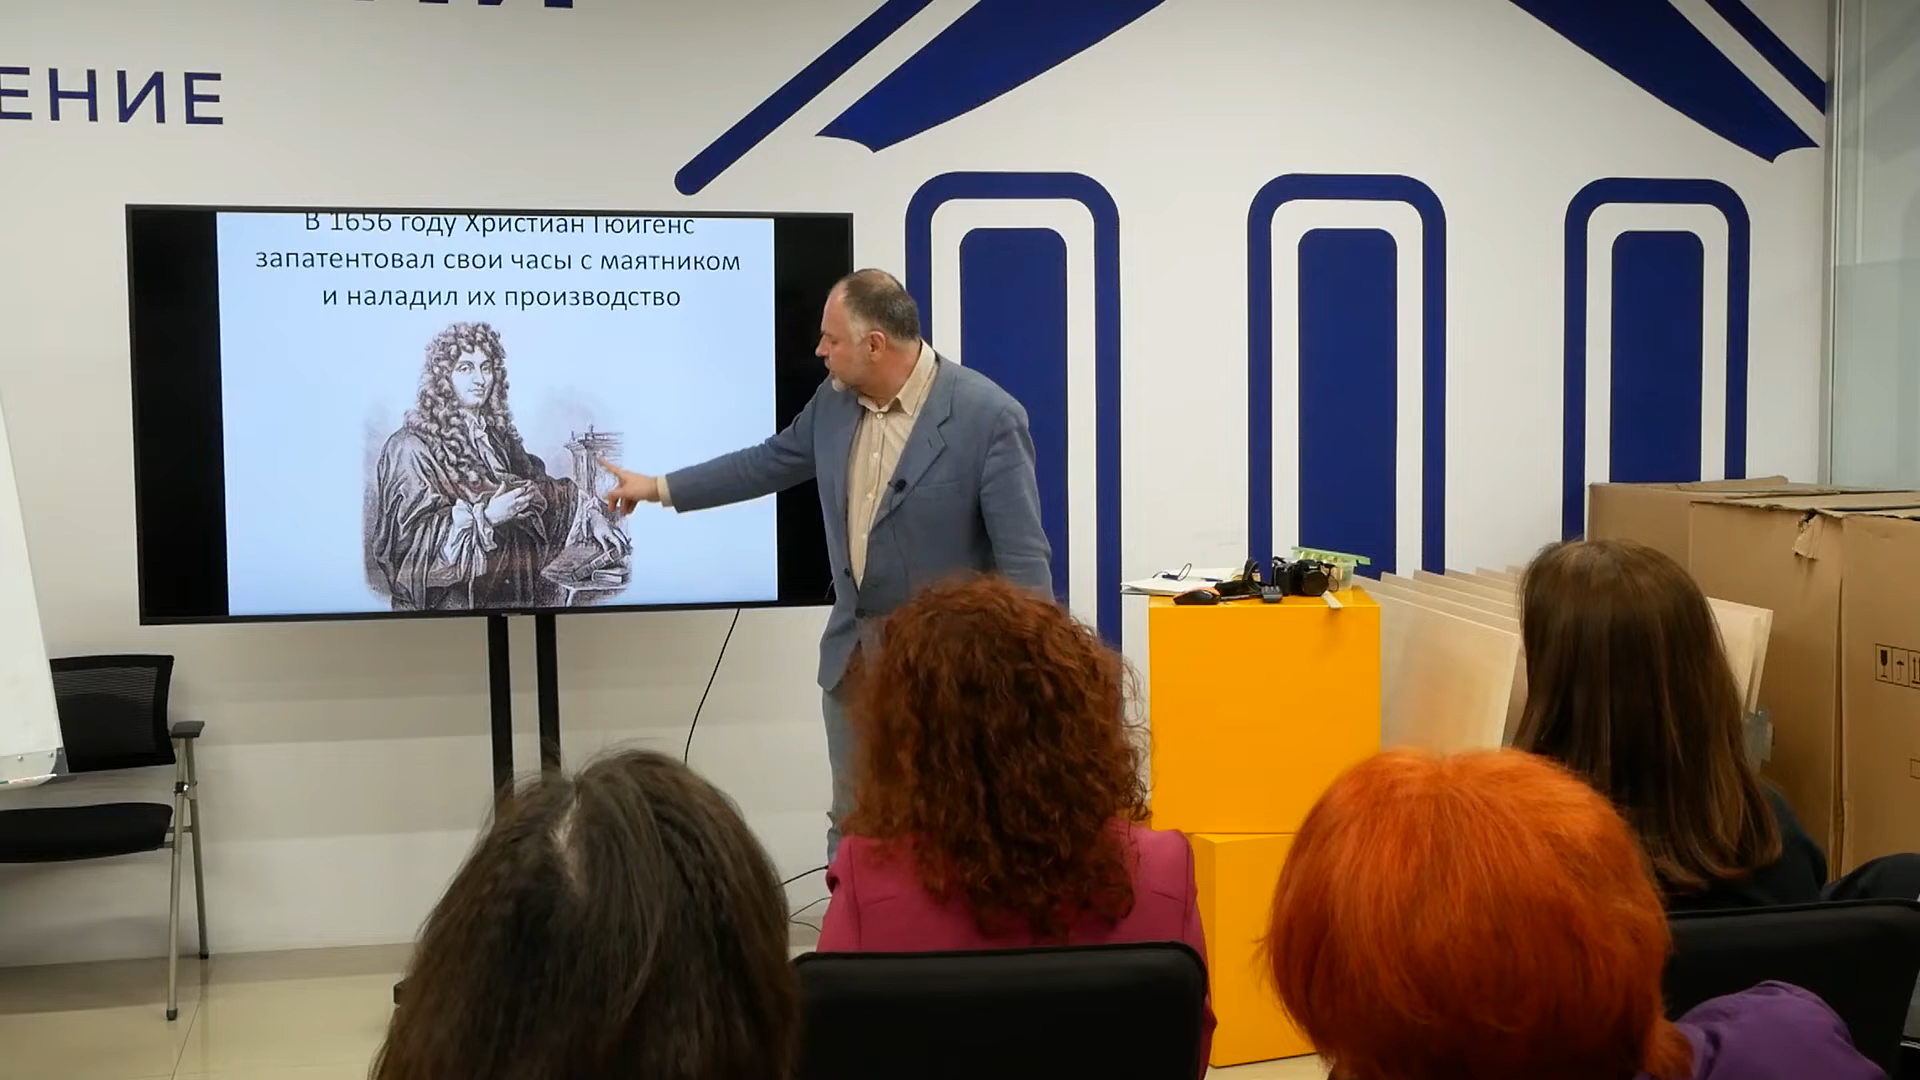 ЕНИЕ
В 1656 году Христиан Гюйгенс
запатентовал свои часы с маятником
и наладил их производство